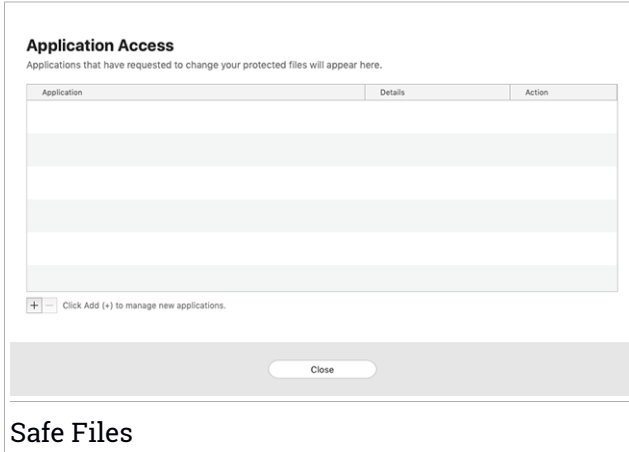 Application Access
Applications that have requested to change your protected files will appear here.
Application Details Action
+ − Click Add (+) to manage new applications.
Close
Safe Files